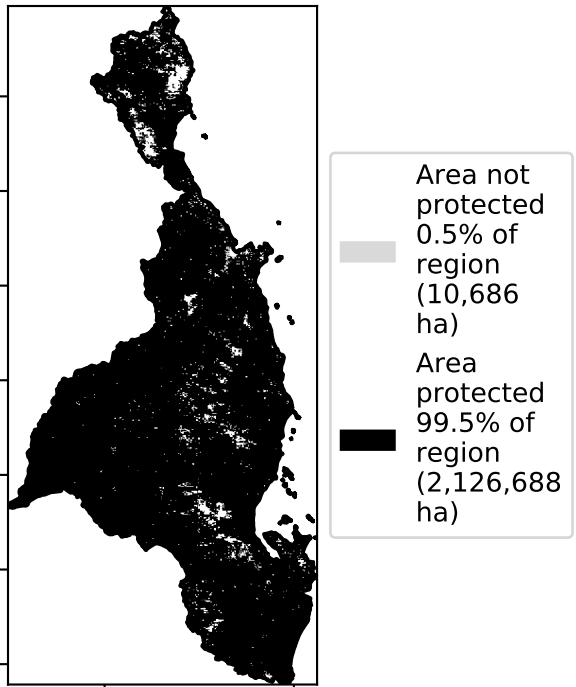 Area not
protected
0.5% of
region
(10,686
ha)
Area
protected
99.5% of
region
(2,126,688
ha)